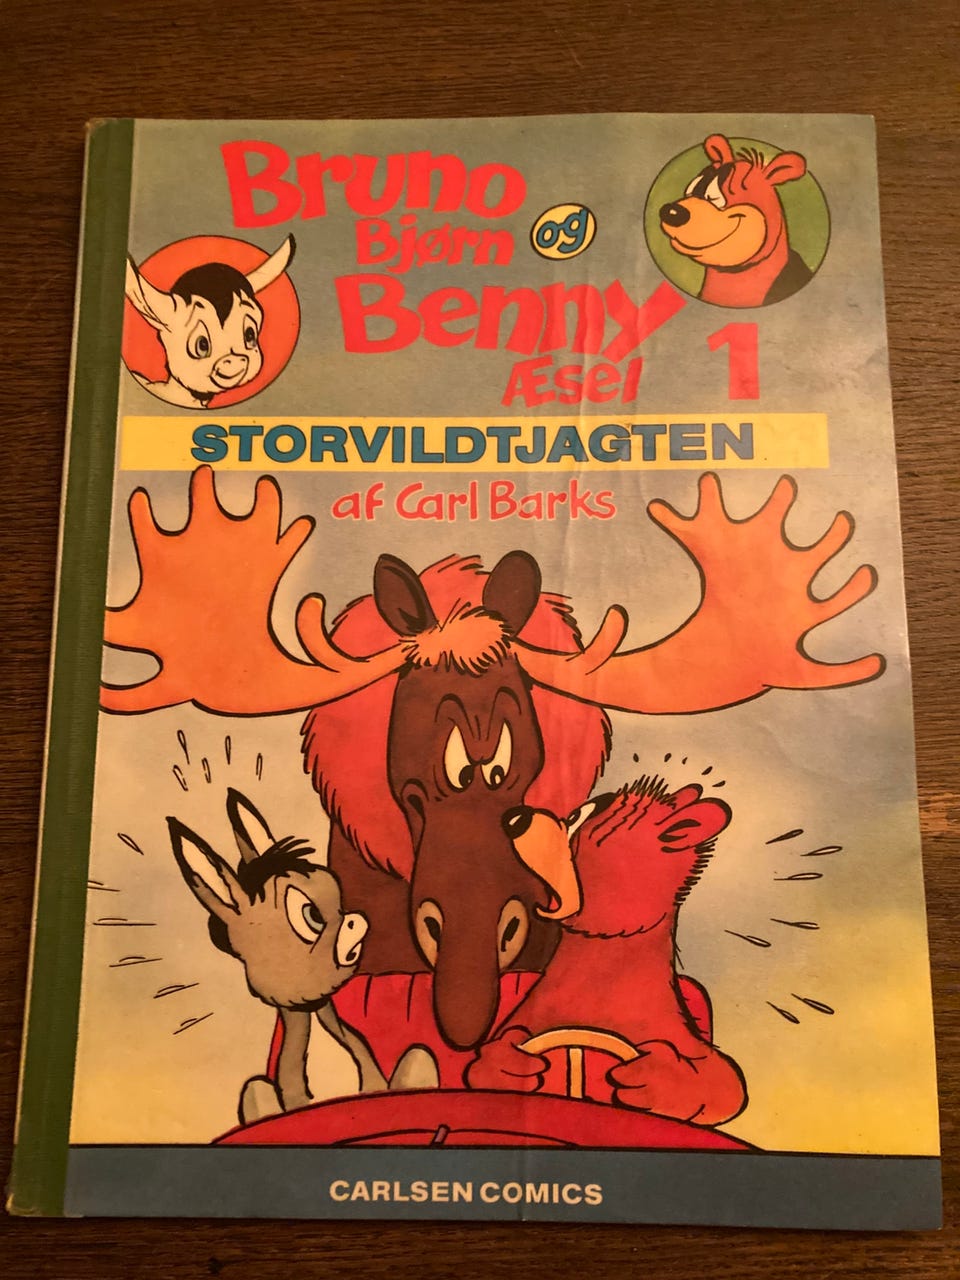 Bruno
Bjørn og
Benny
Æsel 1
STORVILDTJAGTEN
af Carl Barks
CARLSEN COMICS